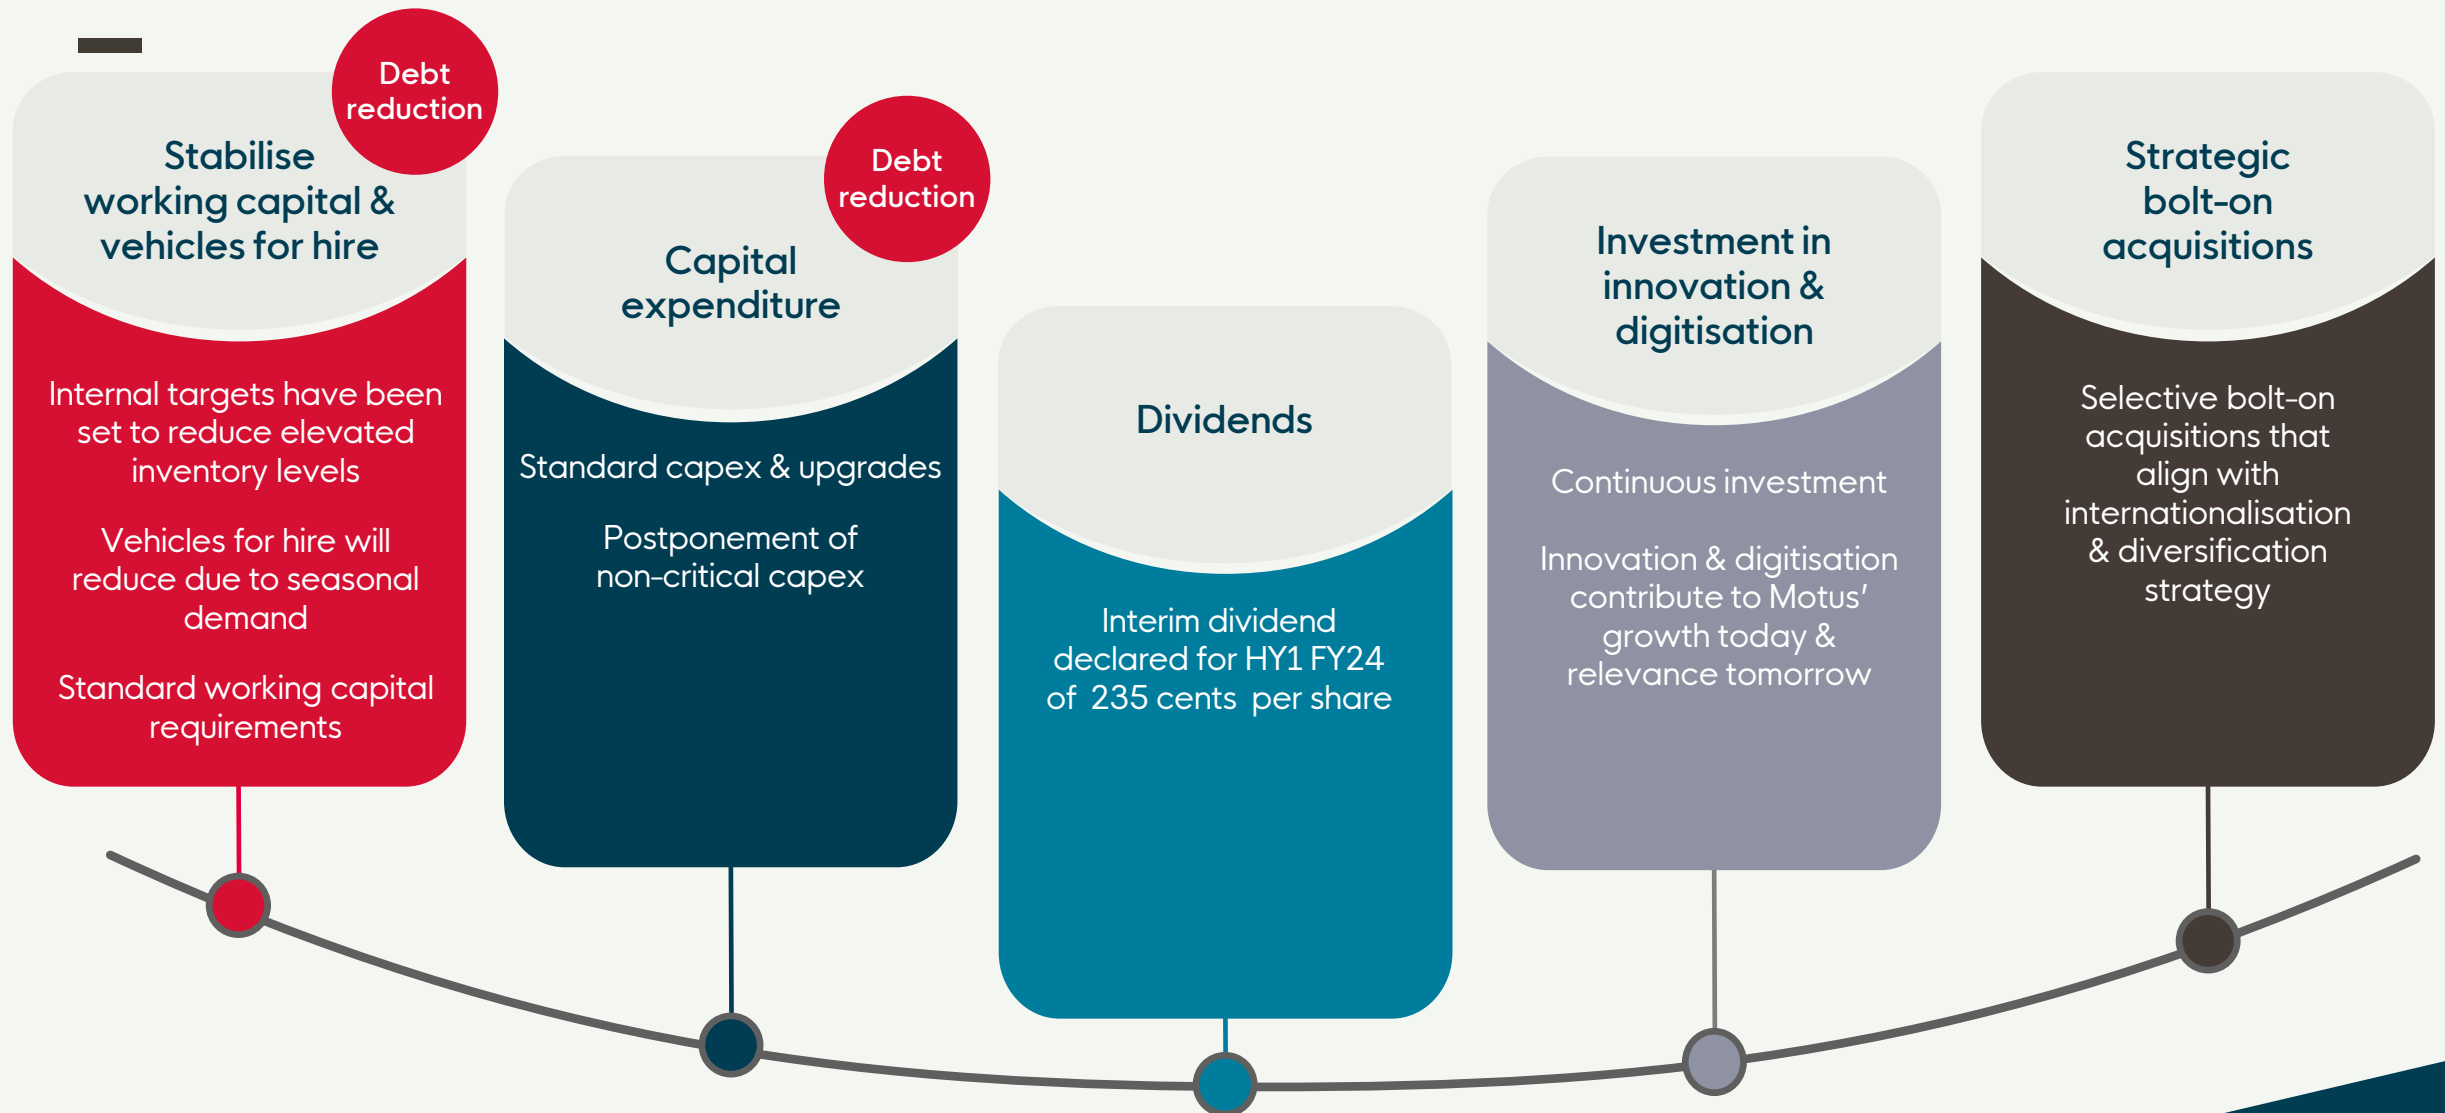 Debt
reduction
Stabilise
working capital &
vehicles for hire
Internal targets have been
set to reduce elevated
inventory levels
Vehicles for hire will
reduce due to seasonal
demand
Standard working capital
requirements
Debt
reduction
Capital
expenditure
Standard capex & upgrades
Postponement of
non-critical capex
Dividends
Interim dividend
declared for HY1 FY24
of 235 cents per share
Investment in
innovation &
digitisation
Continuous investment
Innovation & digitisation
contribute to Motus'
growth today &
relevance tomorrow
Strategic
bolt-on
acquisitions
Selective bolt-on
acquisitions that
align with
internationalisation
& diversification
strategy